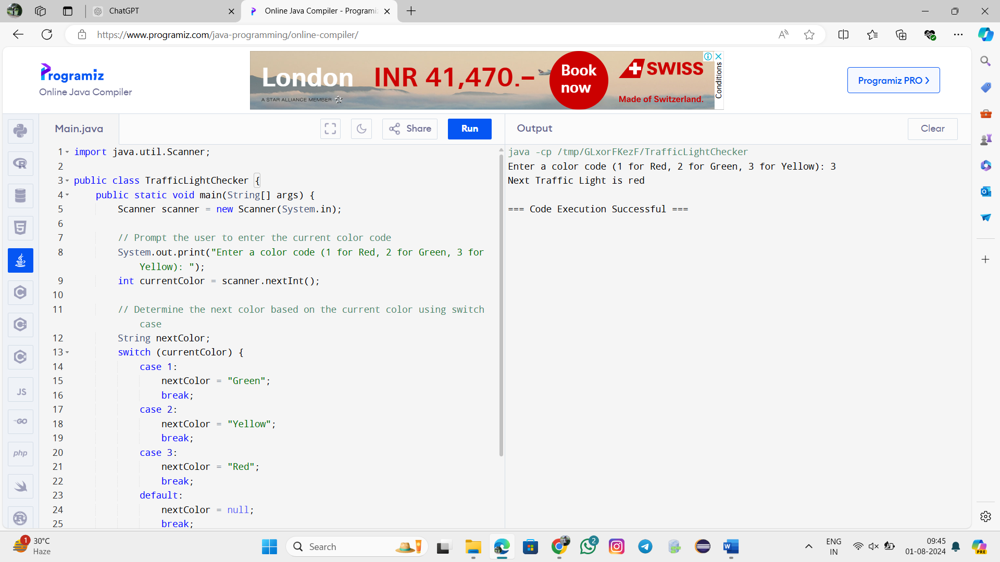 ChatGPT
Online Java Compiler - Programiz
https://www.programiz.com/java-programming/online-compiler/
Programiz
Online Java Compiler
London INR 41,470.–
A STAR ALLIANCE MEMBER
Book
now
SWISS
Made of Switzerland.
Conditions
Programiz PRO
Main.java
Share
Run
Output
Clear
1 import java.util.Scanner;
2
3 public class TrafficLightChecker {
4 public static void main(String[] args) {
5 Scanner scanner = new Scanner(System.in);
6
7 // Prompt the user to enter the current color code
8 System.out.print("Enter a color code (1 for Red, 2 for Green, 3 for
Yellow): ");
9 int currentColor = scanner.nextInt();
10
11 // Determine the next color based on the current color using switch
case
12 String nextColor;
13 switch (currentColor) {
14 case 1:
15 nextColor = "Green";
16 break;
17 case 2:
18 nextColor = "Yellow";
19 break;
20 case 3:
21 nextColor = "Red";
22 break;
23 default:
24 nextColor = null;
25 break;
java -cp /tmp/GLxorFKezF/TrafficLightChecker
Enter a color code (1 for Red, 2 for Green, 3 for Yellow): 3
Next Traffic Light is red
=== Code Execution Successful ===
JS
GO
php
1
30°C
Haze
Search
2
ENG
IN
09:45
01-08-2024
PRE